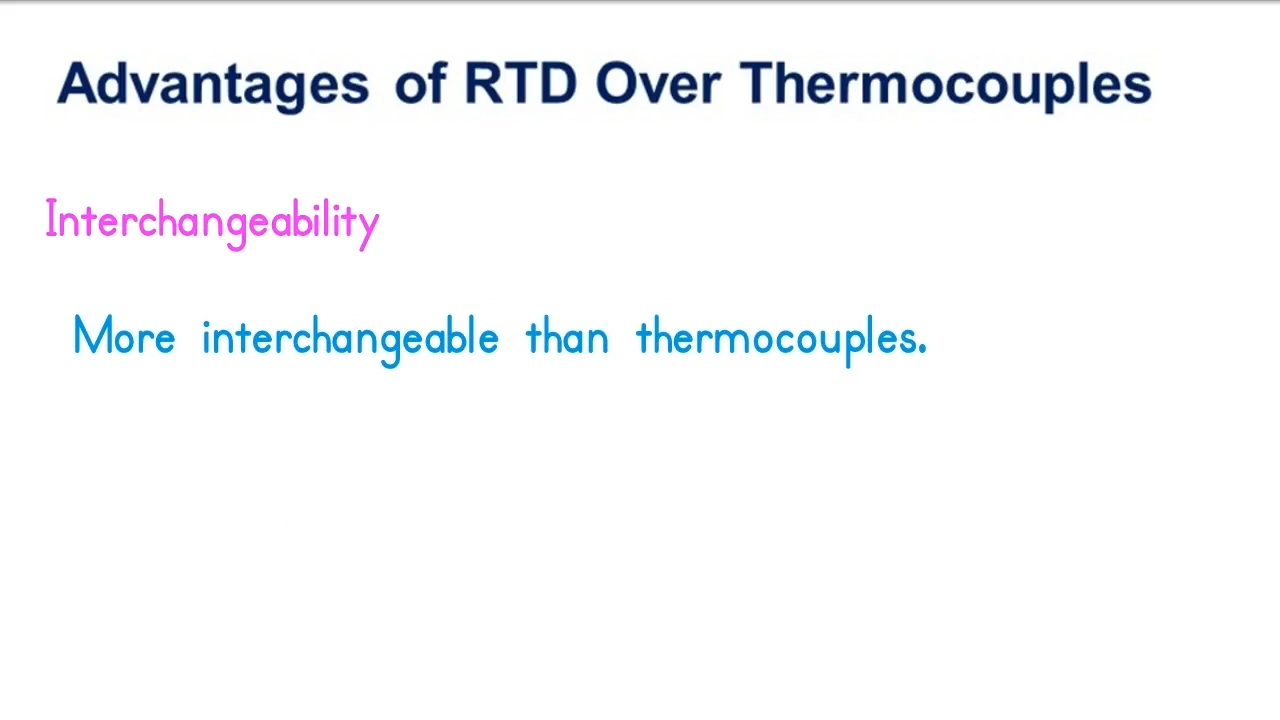 Advantages of RTD Over Thermocouples
Interchangeability
More interchangeable than thermocouples.